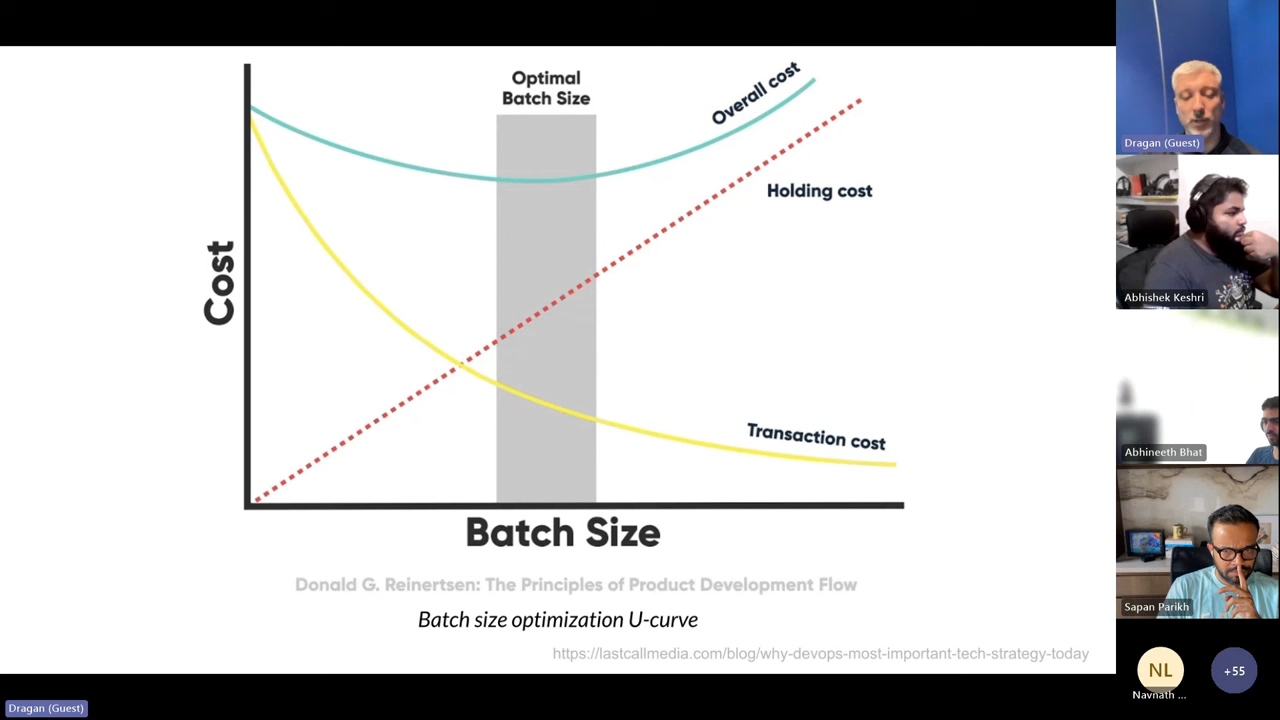 Optimal
Batch Size
Overall cost
Holding cost
Transaction cost
Cost
Batch Size
Donald G. Reinertsen: The Principles of Product Development Flow
Batch size optimization U-curve
https://lastcallmedia.com/blog/why-devops-most-important-tech-strategy-today
Dragan (Guest)
Dragan (Guest)
Abhishek Keshri
Abhineeth Bhat
Sapan Parikh
NL
Navnath ...
+55